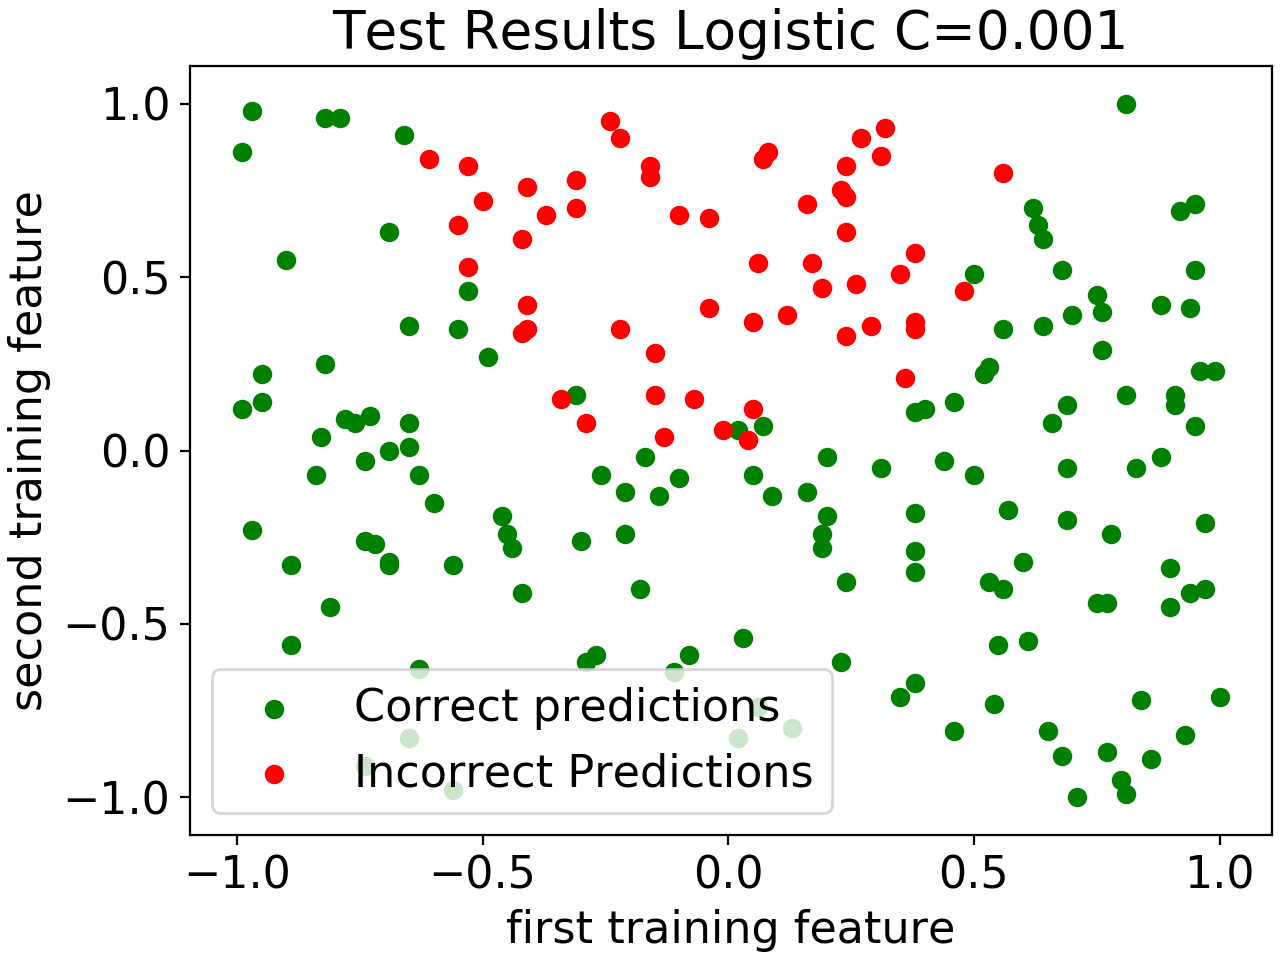 Test Results Logistic C=0.001
1.0
0.5
0.0
−0.5
−1.0
second training feature
Correct predictions
Incorrect Predictions
−1.0 −0.5 0.0 0.5 1.0
first training feature